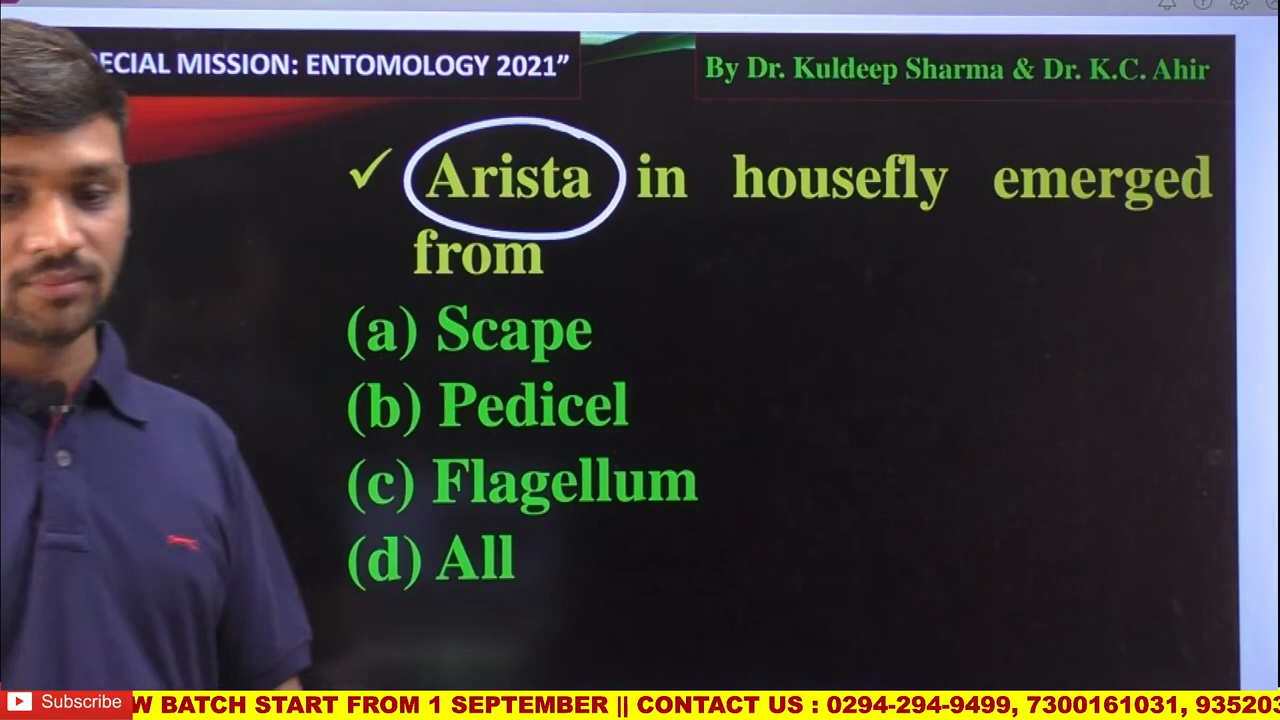 ECIAL MISSION: ENTOMOLOGY 2021”
By Dr. Kuldeep Sharma & Dr. K.C. Ahir
✓ Arista in housefly emerged
from
(a) Scape
(b) Pedicel
(c) Flagellum
(d) All
Subscribe W BATCH START FROM 1 SEPTEMBER || CONTACT US : 0294-294-9499, 7300161031, 935203